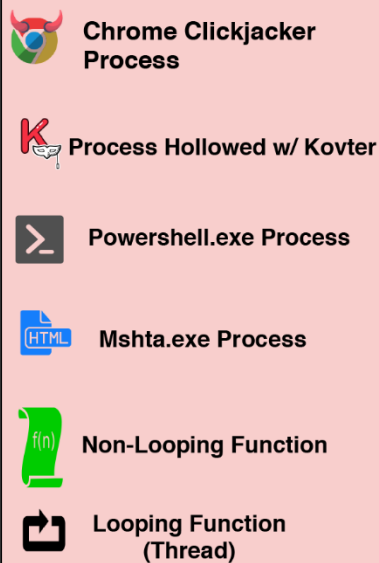 Chrome Clickjacker
Process
K
Process Hollowed w/ Kovter
>_
Powershell.exe Process
HTML
Mshta.exe Process
f(n)
Non-Looping Function
Looping Function
(Thread)